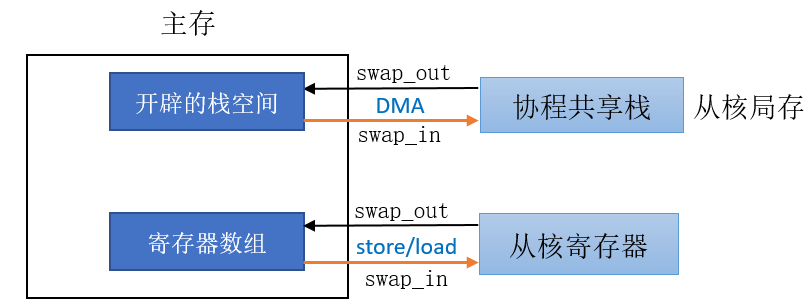 主存
swap_out
开辟的栈空间
DMA
协程共享栈
从核局存
swap_in
swap_out
寄存器数组
store/load
从核寄存器
swap_in